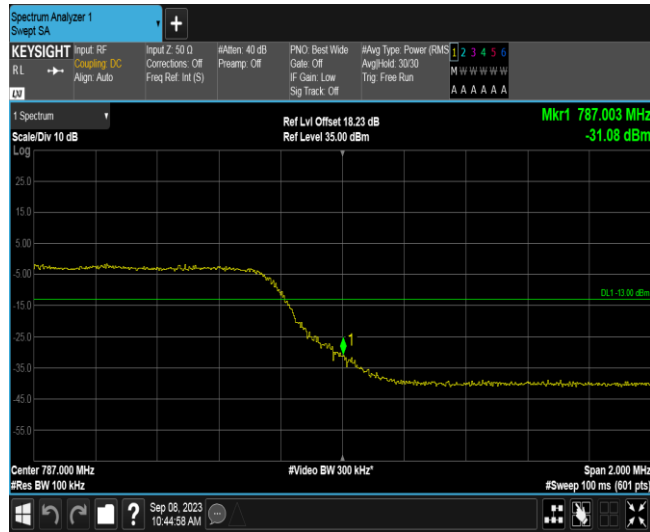 Spectrum Analyzer 1
Swept SA
+
KEYSIGHT
RL
LXI
Input: RF
Coupling: DC
Align: Auto
Input Z: 50 Ω
Corrections: Off
Freq Ref: Int (S)
#Atten: 40 dB
Preamp: Off
PNO: Best Wide
Gate: Off
IF Gain: Low
Sig Track: Off
#Avg Type: Power (RMS
Avg|Hold: 30/30
Trig: Free Run
1 2 3 4 5 6
M W W W W W
A A A A A A
1 Spectrum
Scale/Div 10 dB
Log
Ref Lvl Offset 18.23 dB
Ref Level 35.00 dBm
Mkr1 787.003 MHz
-31.08 dBm
25.0
15.0
5.00
-5.00
-15.0
-25.0
-35.0
-45.0
-55.0
DL1 -13.00 dBm
1
Center 787.000 MHz
#Res BW 100 kHz
#Video BW 300 kHz*
Span 2.000 MHz
#Sweep 100 ms (601 pts)
?
Sep 08, 2023
10:44:58 AM